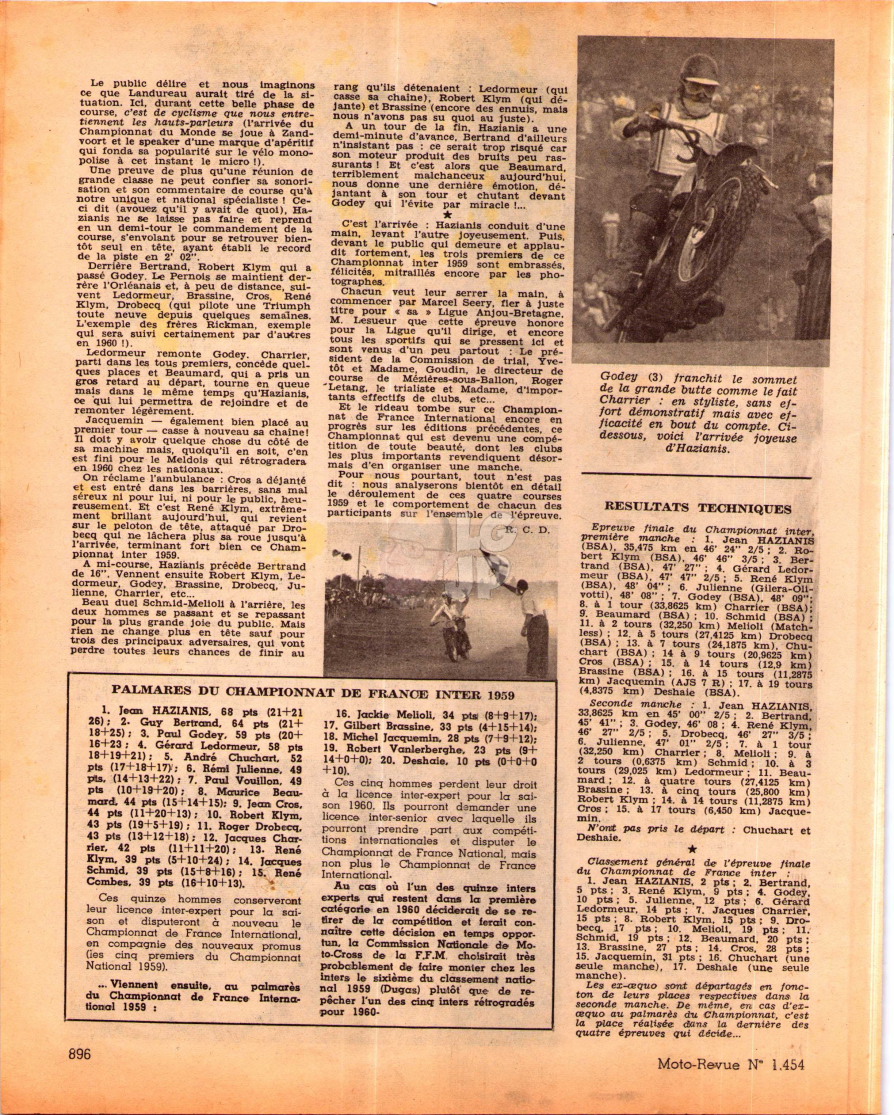 Le public délire et nous imaginons
ce que Landureau aurait tiré de la si-
tuation. Ici, durant cette belle phase de
course, c'est de cyclisme que nous entre-
tiennent les hauts-parleurs (l'arrivée du
Championnat du Monde se joue à Zand-
voort et le speaker d'une marque d'apéritif
qui fonda sa popularité sur le vélo mono-
polise à cet instant le micro !).
Une preuve de plus qu'une réunion de
grande classe ne peut confier sa sonori-
sation et son commentaire de course qu'à
notre unique et national spécialiste ! Ce-
ci dit (avouez qu'il y avait de quoi), Ha-
zianis ne se laisse pas faire et reprend
en un demi-tour le commandement de la
course, s'envolant pour se retrouver bien-
tôt seul en tête, ayant établi le record
de la piste en 2' 02".
Derrière Bertrand, Robert Klym qui a
passé Godey. Le Pernois se maintient der-
rère l'Orléanais et, à peu de distance, sui-
vent Ledormeur, Brassine, Cros, René
Klym, Drobecq (qui pilote une Triumph
toute neuve depuis quelques semaines.
L'exemple des frères Rickman, exemple
qui sera suivi certainement par d'autres
en 1960 !).
Ledormeur remonte Godey. Charrier,
parti dans les tous premiers, concède quel-
ques places et Beaumard, qui a pris un
gros retard au départ, tourne en queue
mais dans le même temps qu'Hazianis,
ce qui lui permettra de rejoindre et de
remonter légèrement.
Jacquemin — également bien placé au
premier tour — casse à nouveau sa chaîne!
Il doit y avoir quelque chose du côté de
sa machine mais, quoiqu'il en soit, c'en
est fini pour le Meldois qui rétrogradera
en 1960 chez les nationaux.
On réclame l'ambulance : Cros a déjanté
et est entré dans les barrières, sans mal
séreux ni pour lui, ni pour le public, heu-
reusement. Et c'est René Klym, extrême-
ment brillant aujourd'hui, qui revient
sur le peloton de tête, attaqué par Dro-
becq qui ne lâchera plus sa roue jusqu'à
l'arrivée, terminant fort bien ce Cham-
pionnat inter 1959.
A mi-course, Hazianis précède Bertrand
de 16". Vennent ensuite Robert Klym, Le-
dormeur, Godey, Brassine, Drobecq, Ju-
lienne, Charrier, etc...
Beau duel Schmid-Melioli à l'arrière, les
deux hommes se passant et se repassant
pour la plus grande joie du public. Mais
rien ne change plus en tête sauf pour
trois des principaux adversaires, qui vont
perdre toutes leurs chances de finir au
rang qu'ils détenaient : Ledormeur (qui
casse sa chaîne), Robert Klym (qui dé-
jante) et Brassine (encore des ennuis, mais
nous n'avons pas su quoi au juste).
A un tour de la fin, Hazianis a une
demi-minute d'avance, Bertrand d'ailleurs
n'insistant pas : ce serait trop risqué car
son moteur produit des bruits peu ras-
surants ! Et c'est alors que Beaumard,
terriblement malchanceux aujourd'hui,
nous donne une dernière émotion, dé-
jantant à son tour et chutant devant
Godey qui l'évite par miracle !...
★
C'est l'arrivée : Hazianis conduit d'une
main, levant l'autre joyeusement. Puis,
devant le public qui demeure et applau-
dit fortement, les trois premiers de ce
Championnat inter 1959 sont embrassés,
félicités, mitraillés encore par les pho-
tographes.
Chacun veut leur serrer la main, à
commencer par Marcel Seery, fier à juste
titre pour « sa » Ligue Anjou-Bretagne,
M. Lesueur que cette épreuve honore
pour la Ligue qu'il dirige, et encore
tous les sportifs qui se pressent ici et
sont venus d'un peu partout : Le pré-
sident de la Commission de trial, Yve-
tôt et Madame, Goudin, le directeur de
course de Mézières-sous-Ballon, Roger
Letang, le trialiste et Madame, d'impor-
tants effectifs de clubs, etc...
Et le rideau tombe sur ce Champion-
nat de France International encore en
progrès sur les éditions précédentes, ce
Championnat qui est devenu une compé-
tition de toute beauté, dont les clubs
les plus importants revendiquent désor-
mais d'en organiser une manche.
Pour nous pourtant, tout n'est pas
dit : nous analyserons bientôt en détail
le déroulement de ces quatre courses
1959 et le comportement de chacun des
participants sur l'ensemble de l'épreuve.
R. C. D.
3
Godey (3) franchit le sommet
de la grande butte comme le fait
Charrier : en styliste, sans ef-
fort démonstratif mais avec ef-
ficacité en bout du compte. Ci-
dessous, voici l'arrivée joyeuse
d'Hazianis.
RESULTATS TECHNIQUES
Epreuve finale du Championnat inter,
première manche : 1. Jean HAZIANIS
(BSA), 35,475 km en 46' 24" 2/5 ; 2. Ro-
bert Klym (BSA), 46' 46" 3/5 ; 3. Ber-
trand (BSA), 47' 27" ; 4. Gérard Ledor-
meur (BSA), 47' 47" 2/5 ; 5. René Klym
(BSA), 48' 04" ; 6. Julienne (Gilera-Oli-
votti), 48' 08" ; 7. Godey (BSA), 48' 09";
8. à 1 tour (33,8625 km) Charrier (BSA);
9. Beaumard (BSA) ; 10. Schmid (BSA) ;
11. à 2 tours (32,250 km) Melioli (Match-
less) ; 12. à 5 tours (27,4125 km) Drobecq
(BSA) ; 13. à 7 tours (24,1875 km), Chu-
chart (BSA) ; 14 à 9 tours (20,9625 km)
Cros (BSA) ; 15. à 14 tours (12,9 km)
Brassine (BSA) ; 16. à 15 tours (11,2875
km) Jacquemin (AJS 7 R) ; 17. à 19 tours
(4,8375 km) Deshaie (BSA).
Seconde manche : 1. Jean HAZIANIS,
33,8625 km en 45' 00" 2/5 ; 2. Bertrand,
45' 41" ; 3. Godey, 46' 08 ; 4. René Klym,
46' 27" 2/5 ; 5. Drobecq, 46' 27" 3/5 ;
6. Julienne, 47' 01" 2/5 ; 7. à 1 tour
(32,250 km) Charrier ; 8. Melioli ; 9. à
2 tours (0,6375 km) Schmid ; 10. à 3
tours (29,025 km) Ledormeur ; 11. Beau-
mard ; 12. à quatre tours (27,4125 km)
Brassine ; 13. à cinq tours (25,800 km)
Robert Klym ; 14. à 14 tours (11,2875 km)
Cros ; 15. à 17 tours (6,450 km) Jacque-
min.
N'ont pas pris le départ : Chuchart et
Deshaie.
★
Classement général de l'épreuve finale
du Championnat de France inter :
1. Jean HAZIANIS, 2 pts ; 2. Bertrand,
5 pts ; 3. René Klym, 9 pts ; 4. Godey,
10 pts ; 5. Julienne, 12 pts ; 6. Gérard
Ledormeur, 14 pts ; 7. Jacques Charrier,
15 pts ; 8. Robert Klym, 15 pts ; 9. Dro-
becq, 17 pts ; 10. Melioli, 19 pts ; 11.
Schmid, 19 pts ; 12. Beaumard, 20 pts ;
13. Brassine, 27 pts ; 14. Cros, 28 pts ;
15. Jacquemin, 31 pts ; 16. Chuchart (une
seule manche), 17. Deshaie (une seule
manche).
Les ex-æquo sont départagés en fonc-
ton de leurs places respectives dans la
seconde manche. De même, en cas d'ex-
æquo au palmarès du Championnat, c'est
la place réalisée dans la dernière des
quatre épreuves qui décide...
PALMARES DU CHAMPIONNAT DE FRANCE INTER 1959
1. Jean HAZIANIS, 68 pts (21+21
26) ; 2. Guy Bertrand, 64 pts (21+
18+25) ; 3. Paul Godey, 59 pts (20+
16+23 ; 4. Gérard Ledormeur, 58 pts
18+19+21) ; 5. André Chuchart, 52
pts (17+18+17) ; 6. Rémi Julienne, 49
pts, (14+13+22) ; 7. Paul Vouillon, 49
pts (10+19+20) ; 8. Maurice Beau-
mard, 44 pts (15+14+15); 9. Jean Cros,
44 pts (11+20+13) ; 10. Robert Klym,
43 pts (19+5+19) ; 11. Roger Drobecq,
43 pts (13+12+18) ; 12. Jacques Char-
rier, 42 pts (11+11+20) ; 13. René
Klym, 39 pts (5+10+24) ; 14. Jacques
Schmid, 39 pts (15+8+16) ; 15. René
Combes, 39 pts (16+10+13).
Ces quinze hommes conserveront
leur licence inter-expert pour la sai-
son et disputeront à nouveau le
Championnat de France International,
en compagnie des nouveaux promus
(les cinq premiers du Championnat
National 1959).
... Viennent ensuite, au palmarès
du Championnat de France Interna-
tional 1959 :
16. Jackie Melioli, 34 pts (8+9+17);
17. Gilbert Brassine, 33 pts (4+15+14);
18. Michel Jacquemin, 28 pts (7+9+12);
19. Robert Vanlerberghe, 23 pts (9+
14+0+0); 20. Deshaie, 10 pts (0+0+0
+10).
Ces cinq hommes perdent leur droit
à la licence inter-expert pour la sai-
son 1960. Ils pourront demander une
licence inter-senior avec laquelle ils
pourront prendre part aux compéti-
tions internationales et disputer le
Championnat de France National, mais
non plus le Championnat de France
International.
Au cas où l'un des quinze inters
experts qui restent dans la première
catégorie en 1960 déciderait de se re-
tirer de la compétition et ferait con-
naître cette décision en temps oppor-
tun, la Commission Nationale de Mo-
to-Cross de la F.F.M. choisirait très
probablement de faire monter chez les
inters le sixième du classement natio-
nal 1959 (Dugas) plutôt que de re-
pêcher l'un des cinq inters rétrogradés
pour 1960.
896
Moto-Revue N° 1.454